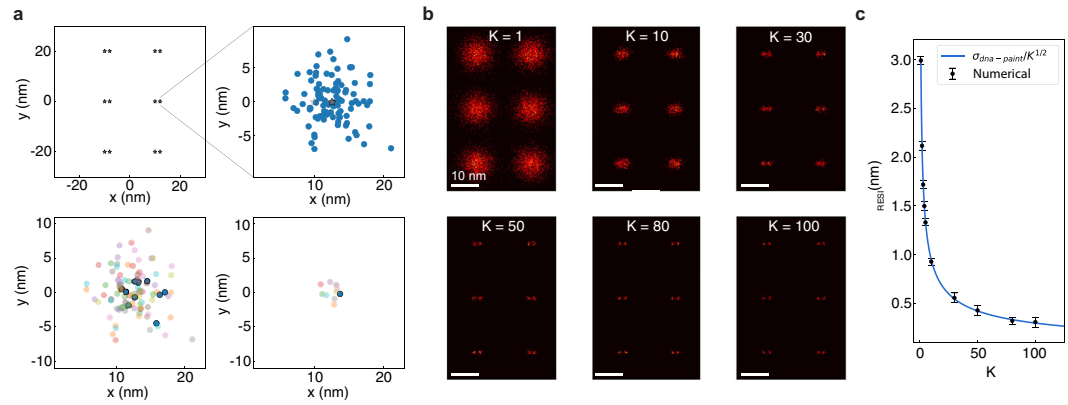 a
20
0
-20
y (nm)
-20
0
20
x (nm)
5
0
-5
y (nm)
10
20
x (nm)
10
5
0
-5
-10
y (nm)
10
20
x (nm)
10
5
0
-5
-10
y (nm)
10
20
x (nm)
b
K = 1
10 nm
K = 10
K = 30
K = 50
K = 80
K = 100
c
σdna−paint/K1/2
Numerical
3.0
2.5
2.0
1.5
1.0
0.5
RESI(nm)
0
50
100
K